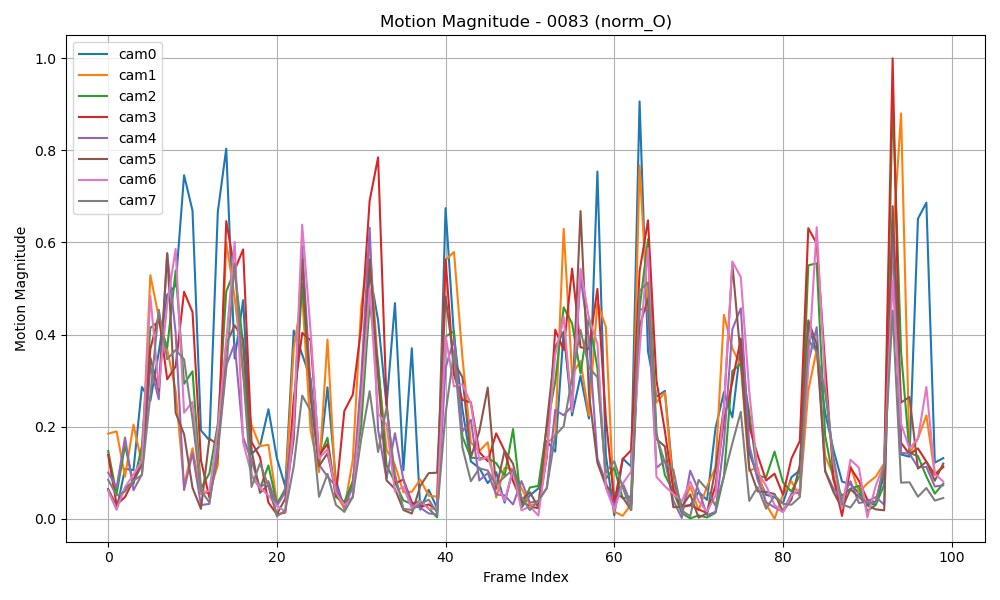 Motion Magnitude - 0083 (norm_O)
cam0
cam1
cam2
cam3
cam4
cam5
cam6
cam7
1.0
0.8
0.6
0.4
0.2
0.0
Motion Magnitude
0 20 40 60 80 100
Frame Index